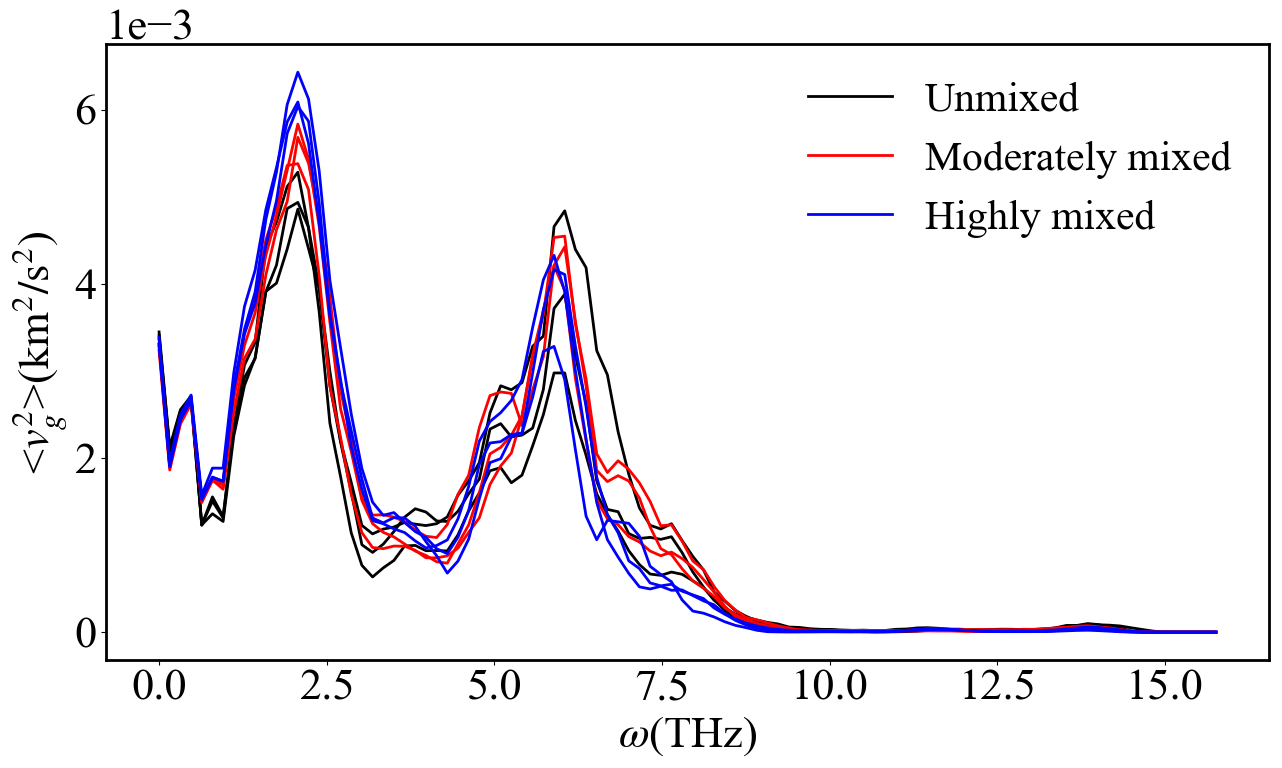 1e−3
6
4
2
0
<v_g^2>(km^2/s^2)
Unmixed
Moderately mixed
Highly mixed
0.0 2.5 5.0 7.5 10.0 12.5 15.0
ω(THz)